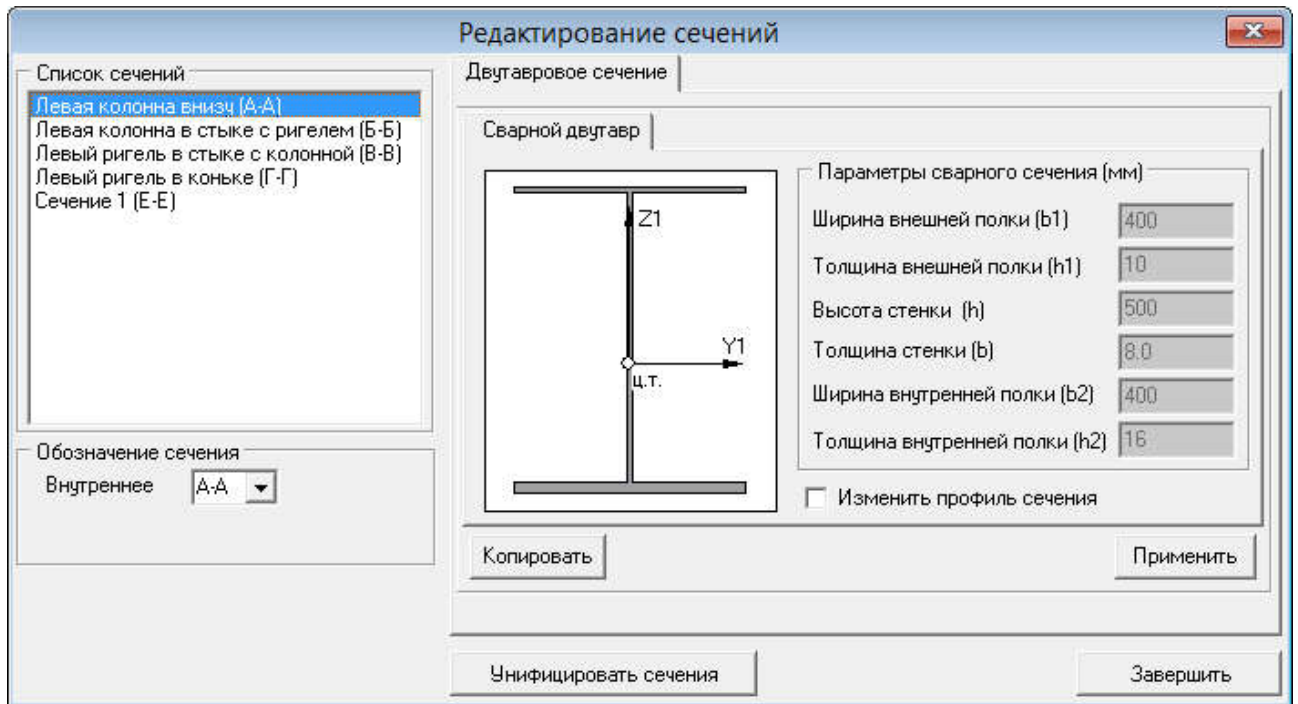 Редактирование сечений
Список сечений
Левая колонна внизу (А-А)
Левая колонна в стыке с ригелем (Б-Б)
Левый ригель в стыке с колонной (В-В)
Левый ригель в коньке (Г-Г)
Сечение 1 (Е-Е)
Обозначение сечения
Внутреннее А-А
Двутавровое сечение
Сварной двутавр
Z1
Y1
ц.т.
Параметры сварного сечения (мм)
Ширина внешней полки (b1) 400
Толщина внешней полки (h1) 10
Высота стенки (h) 500
Толщина стенки (b) 8.0
Ширина внутренней полки (b2) 400
Толщина внутренней полки (h2) 16
Изменить профиль сечения
Копировать
Применить
Унифицировать сечения
Завершить